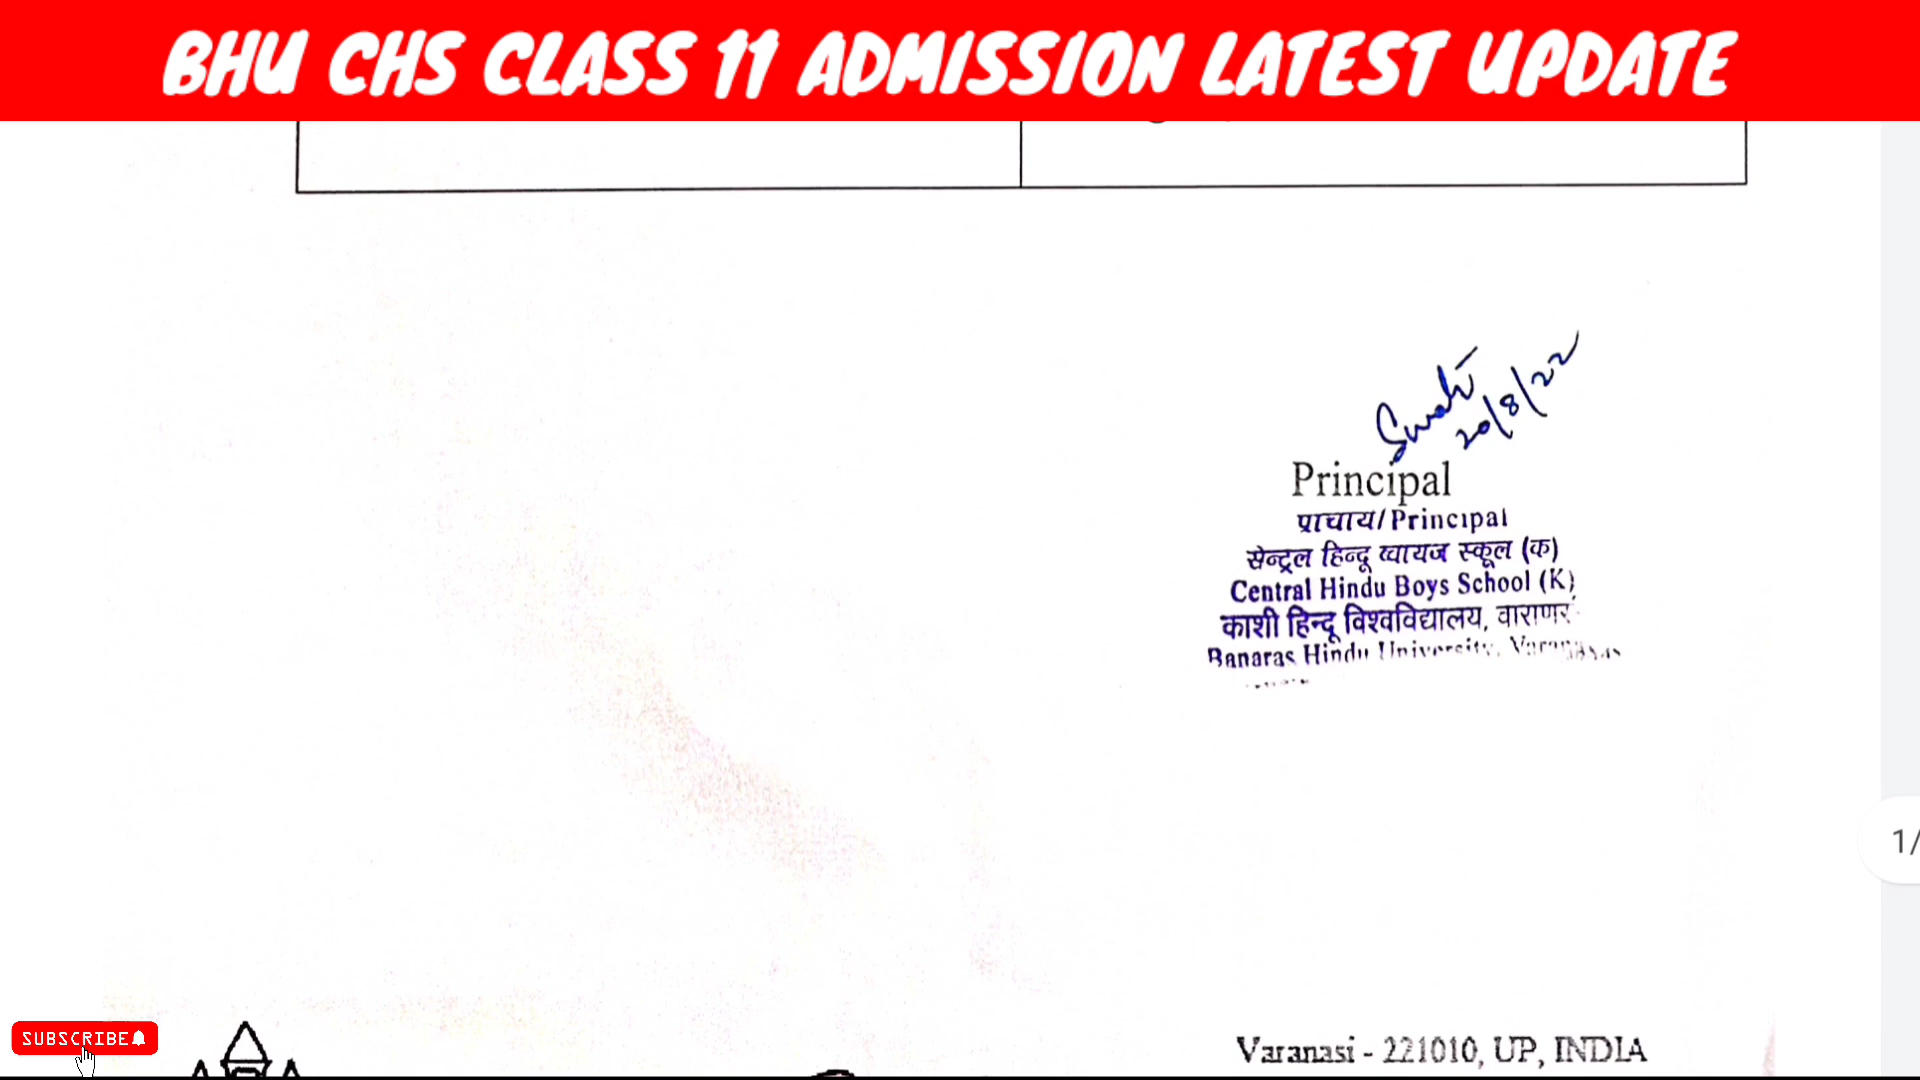 BHU CHS CLASS 11 ADMISSION LATEST UPDATE
20/8/22
Principal
प्राचार्य/Principal
सेन्ट्रल हिन्दू ब्वायज स्कूल (क)
Central Hindu Boys School (K)
काशी हिन्दू विश्वविद्यालय,
Banaras Hindu University,
1/
SUBSCRIBE
Varanasi - 221010, UP, INDIA